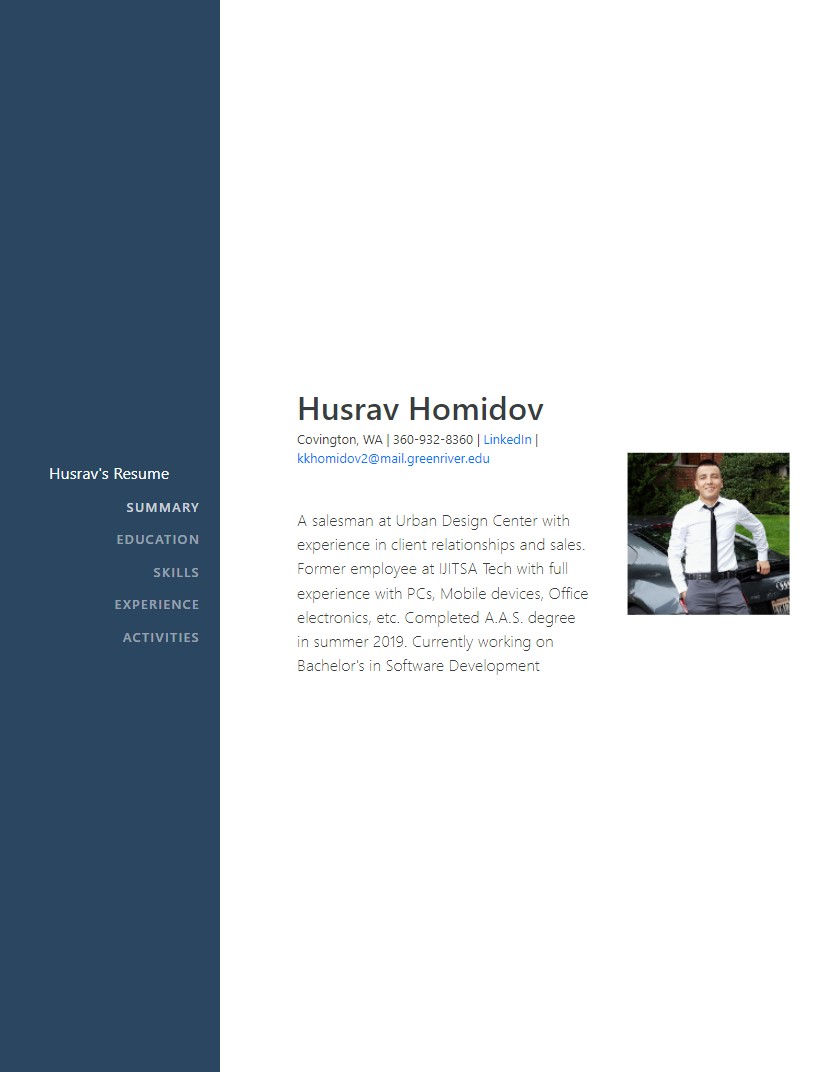 Husrav's Resume
SUMMARY
EDUCATION
SKILLS
EXPERIENCE
ACTIVITIES
Husrav Homidov
Covington, WA | 360-932-8360 | LinkedIn |
kkhomidov2@mail.greenriver.edu
A salesman at Urban Design Center with
experience in client relationships and sales.
Former employee at IJITSA Tech with full
experience with PCs, Mobile devices, Office
electronics, etc. Completed A.A.S. degree
in summer 2019. Currently working on
Bachelor's in Software Development